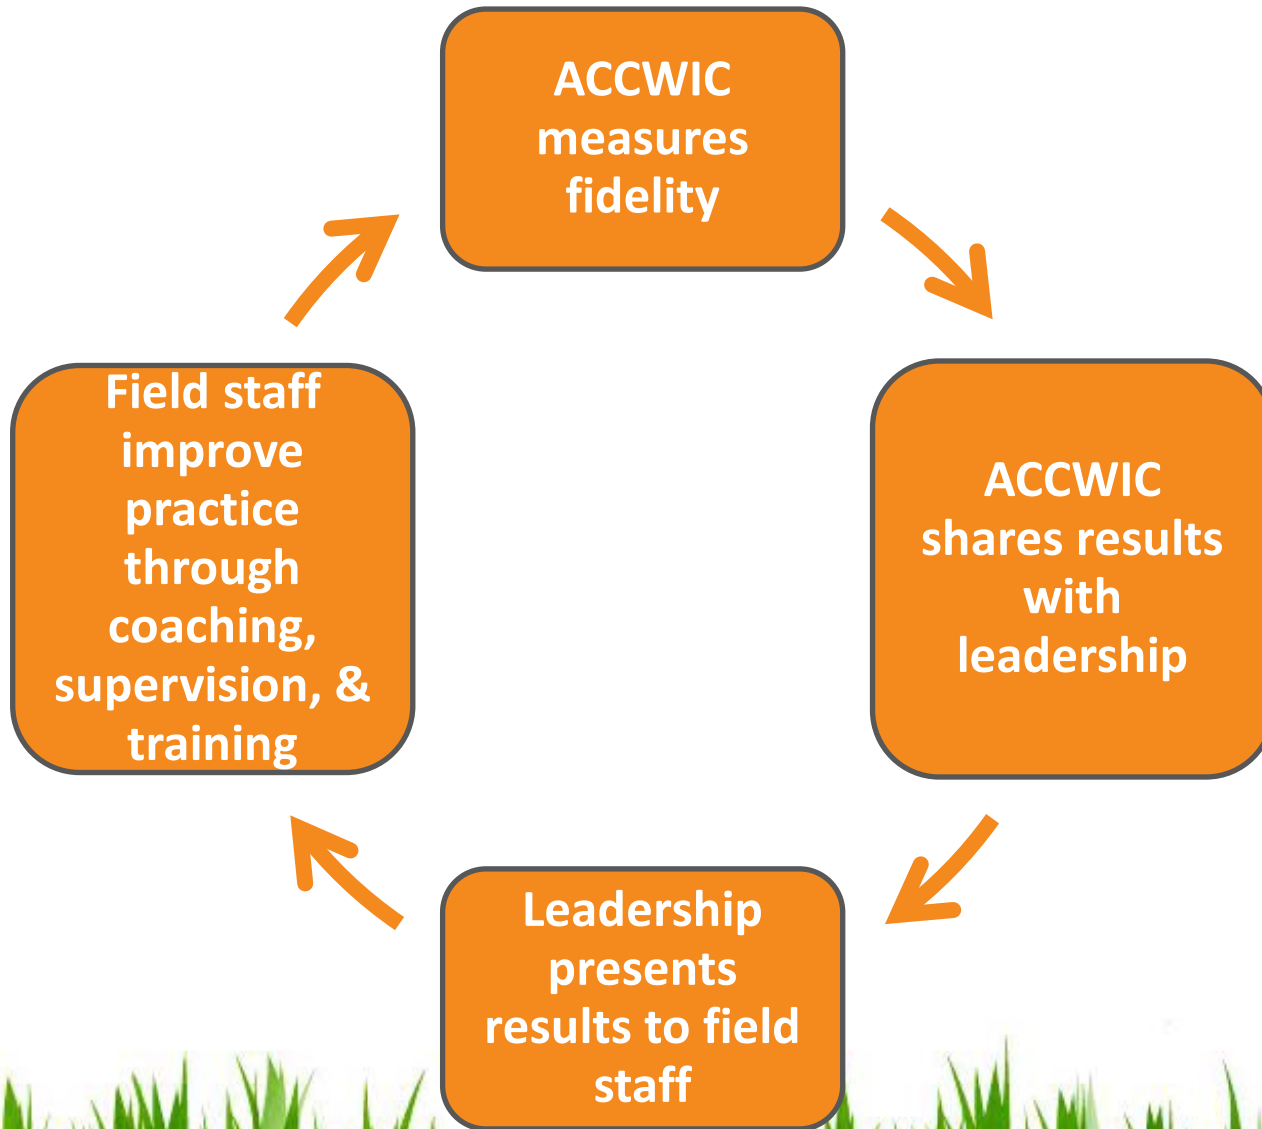 ACCWIC
measures
fidelity
ACCWIC
shares results
with
leadership
Leadership
presents
results to field
staff
Field staff
improve
practice
through
coaching,
supervision, &
training